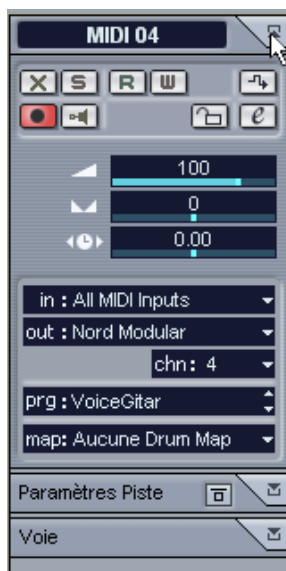 MIDI 04
X S R W
e
100
0
0.00
in : All MIDI Inputs
out : Nord Modular
chn: 4
prg : VoiceGitar
map: Aucune Drum Map
Paramètres Piste
Voie